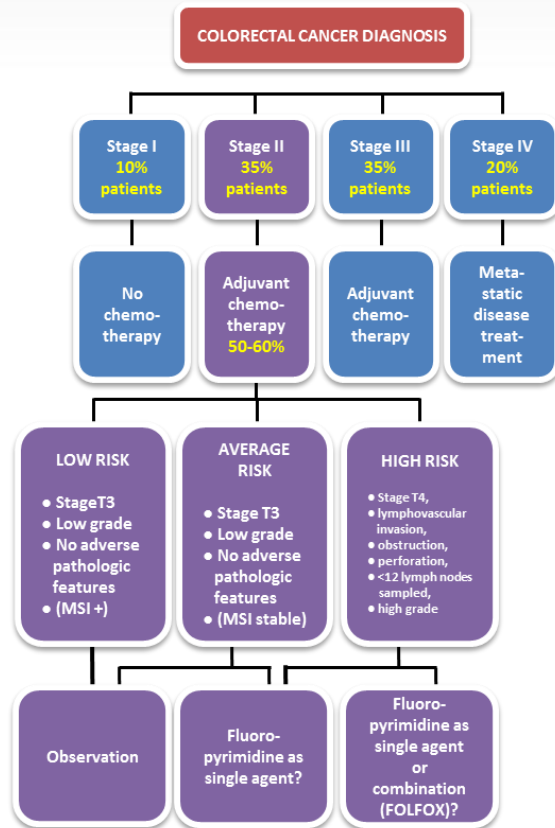 COLORECTAL CANCER DIAGNOSIS
Stage I
10%
patients
Stage II
35%
patients
Stage III
35%
patients
Stage IV
20%
patients
No
chemo-
therapy
Adjuvant
chemo-
therapy
50-60%
Adjuvant
chemo-
therapy
Meta-
static
disease
treat-
ment
LOW RISK
● StageT3
● Low grade
● No adverse
pathologic
features
● (MSI +)
AVERAGE
RISK
● Stage T3
● Low grade
● No adverse
pathologic
features
● (MSI stable)
HIGH RISK
● Stage T4,
● lymphovascular
invasion,
● obstruction,
● perforation,
● <12 lymph nodes
sampled,
● high grade
Observation
Fluoro-
pyrimidine as
single agent?
Fluoro-
pyrimidine as
single agent
or
combination
(FOLFOX)?